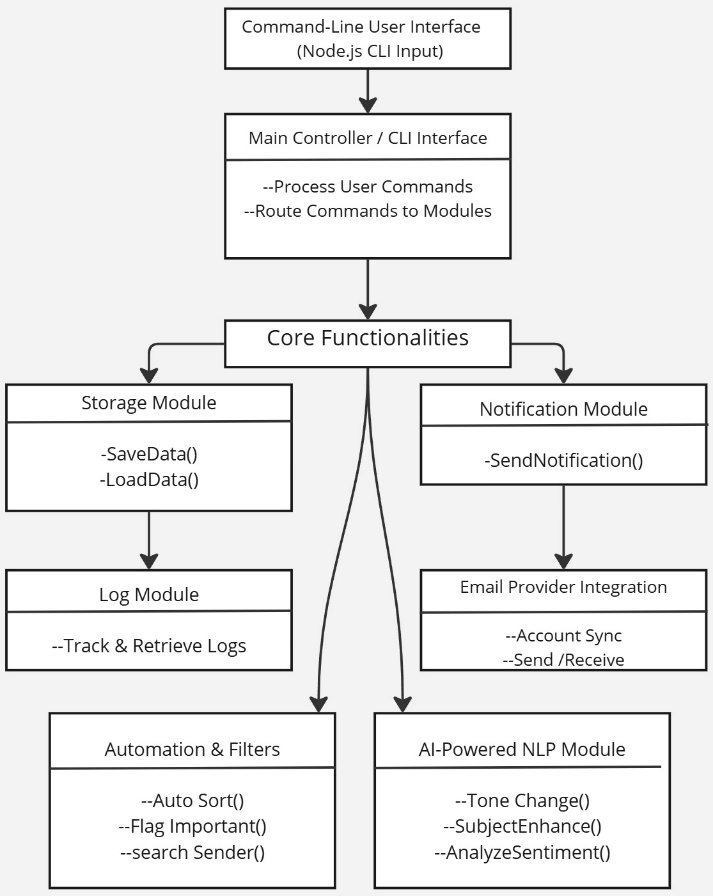 Command-Line User Interface
(Node.js CLI Input)
Main Controller / CLI Interface
--Process User Commands
--Route Commands to Modules
Core Functionalities
Storage Module
-SaveData()
-LoadData()
Notification Module
-SendNotification()
Log Module
--Track & Retrieve Logs
Email Provider Integration
--Account Sync
--Send /Receive
Automation & Filters
--Auto Sort()
--Flag Important()
--search Sender()
AI-Powered NLP Module
--Tone Change()
--SubjectEnhance()
--AnalyzeSentiment()